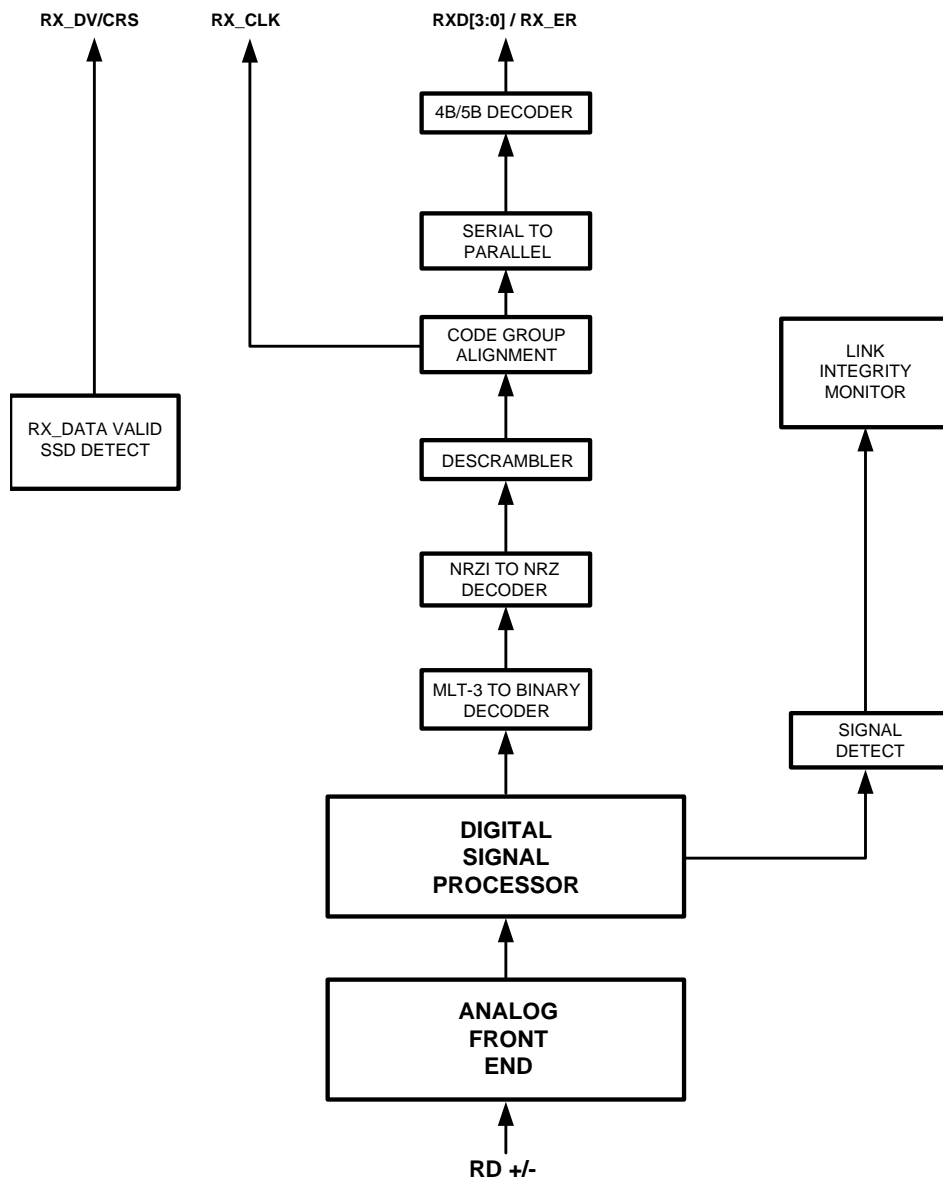 RX_DV/CRS
RX_CLK
RXD[3:0] / RX_ER
4B/5B DECODER
SERIAL TO
PARALLEL
CODE GROUP
ALIGNMENT
LINK
INTEGRITY
MONITOR
RX_DATA VALID
SSD DETECT
DESCRAMBLER
NRZI TO NRZ
DECODER
MLT-3 TO BINARY
DECODER
SIGNAL
DETECT
DIGITAL
SIGNAL
PROCESSOR
ANALOG
FRONT
END
RD +/-